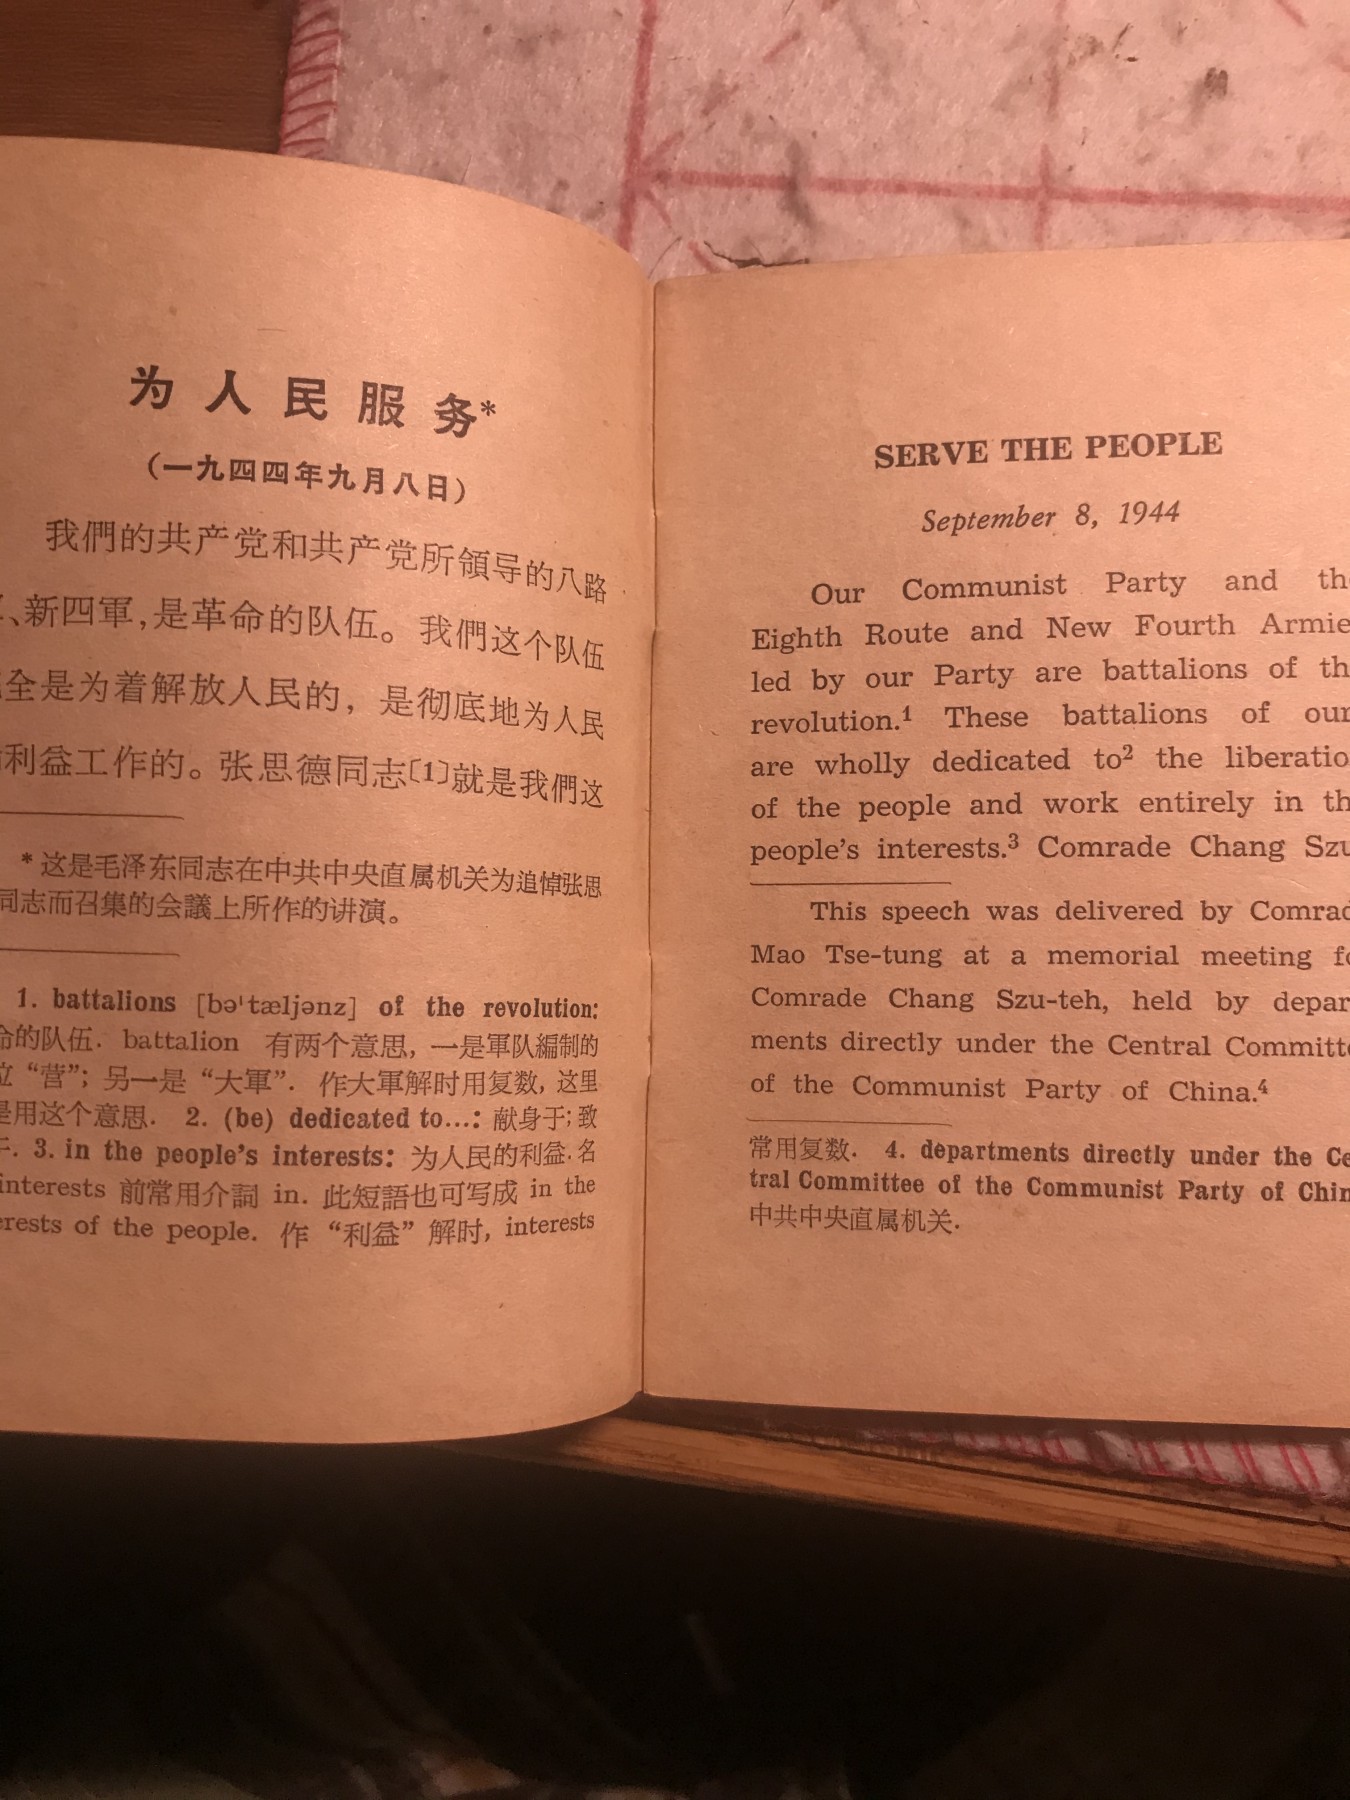 为人民服务*
(一九四四年九月八日)
我們的共产党和共产党所領导的八路
、新四軍,是革命的队伍。我們这个队伍
全是为着解放人民的,是彻底地为人民
利益工作的。张思德同志〔1〕就是我們这
*这是毛泽东同志在中共中央直属机关为追悼张思
同志而召集的会議上所作的讲演。
1. battalions [bəˈtæljənz] of the revolution:
命的队伍. battalion 有两个意思,一是軍队編制的
“营”;另一是“大軍”. 作大軍解时用复数,这里
是用这个意思. 2. (be) dedicated to...: 献身于;致
3. in the people's interests: 为人民的利益. 名
interests 前常用介詞 in. 此短語也可写成 in the
of the people. 作“利益”解时, interests
SERVE THE PEOPLE
September 8, 1944
Our Communist Party and
Eighth Route and New Fourth
led by our Party are battalions of
revolution.¹ These battalions of
are wholly dedicated to² the
of the people and work entirely in
people's interests.³ Comrade Chang
This speech was delivered by
Mao Tse-tung at a memorial meeting
Comrade Chang Szu-teh, held by depar
ments directly under the Central
of the Communist Party of China.⁴
常用复数. 4. departments directly under the
tral Committee of the Communist Party of
中共中央直属机关.